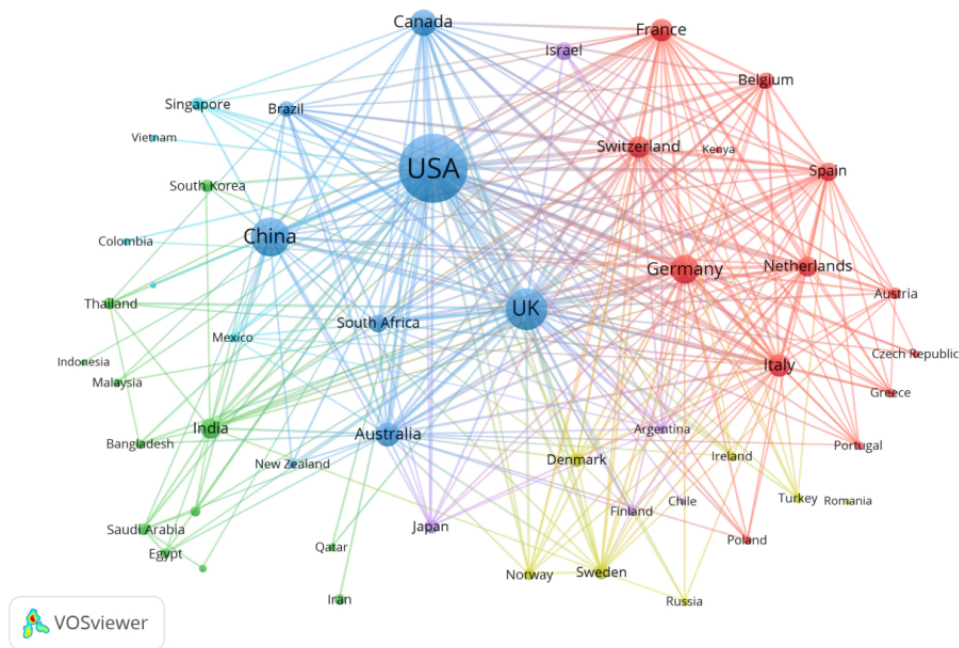 Canada
France
Israel
Belgium
Singapore
Brazil
Vietnam
Switzerland
Kenya
USA
Spain
South Korea
China
Colombia
Germany
Netherlands
Thailand
Austria
UK
South Africa
Mexico
Czech Republic
Indonesia
Italy
Malaysia
Greece
India
Australia
Argentina
Bangladesh
Portugal
New Zealand
Denmark
Ireland
Turkey
Romania
Chile
Finland
Saudi Arabia
Japan
Poland
Qatar
Egypt
Norway
Sweden
Iran
Russia
VOSviewer